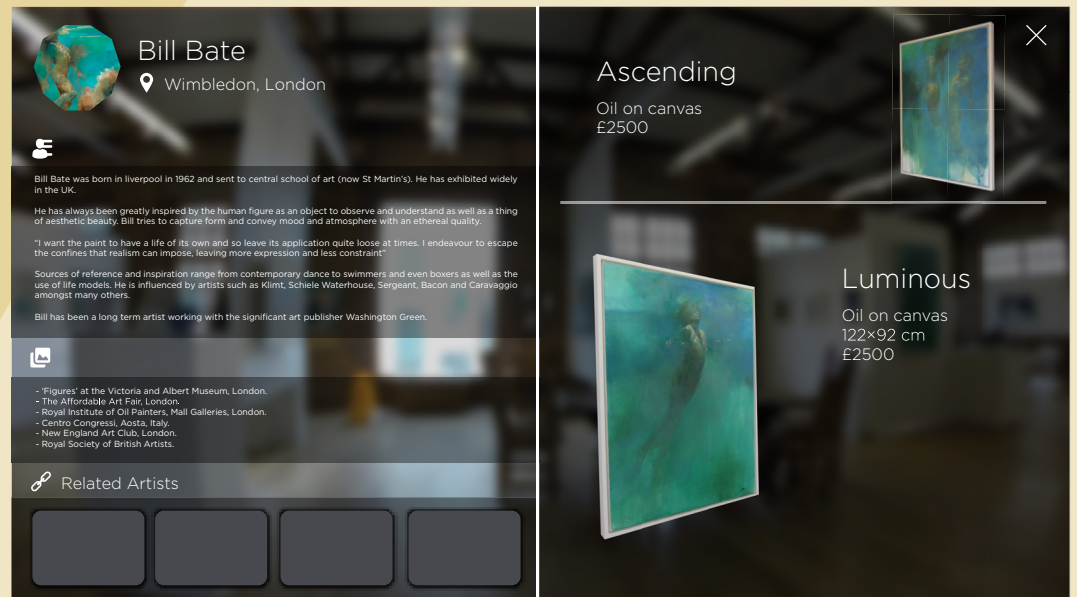 Bill Bate
Wimbledon, London
Bill Bate was born in liverpool in 1962 and sent to central school of art (now St Martin's). He has exhibited widely
in the UK.
He has always been greatly inspired by the human figure as an object to observe and understand as well as a thing
of aesthetic beauty. Bill tries to capture form and convey mood and atmosphere with an ethereal quality.
"I want the paint to have a life of its own and so leave its application quite loose at times. I endeavour to escape
the confines that realism can impose, leaving more expression and less constraint"
Sources of reference and inspiration range from contemporary dance to swimmers and even boxers as well as the
use of life models. He is influenced by artists such as Klimt, Schiele Waterhouse, Sergeant, Bacon and Caravaggio
amongst many others.
Bill has been a long term artist working with the significant art publisher Washington Green.
- 'Figures' at the Victoria and Albert Museum, London.
- The Affordable Art Fair, London.
- Royal Institute of Oil Painters, Mall Galleries, London.
- Centro Congressi, Aosta, Italy.
- New England Art Club, London.
- Royal Society of British Artists.
Related Artists
Ascending
Oil on canvas
£2500
Luminous
Oil on canvas
122×92 cm
£2500